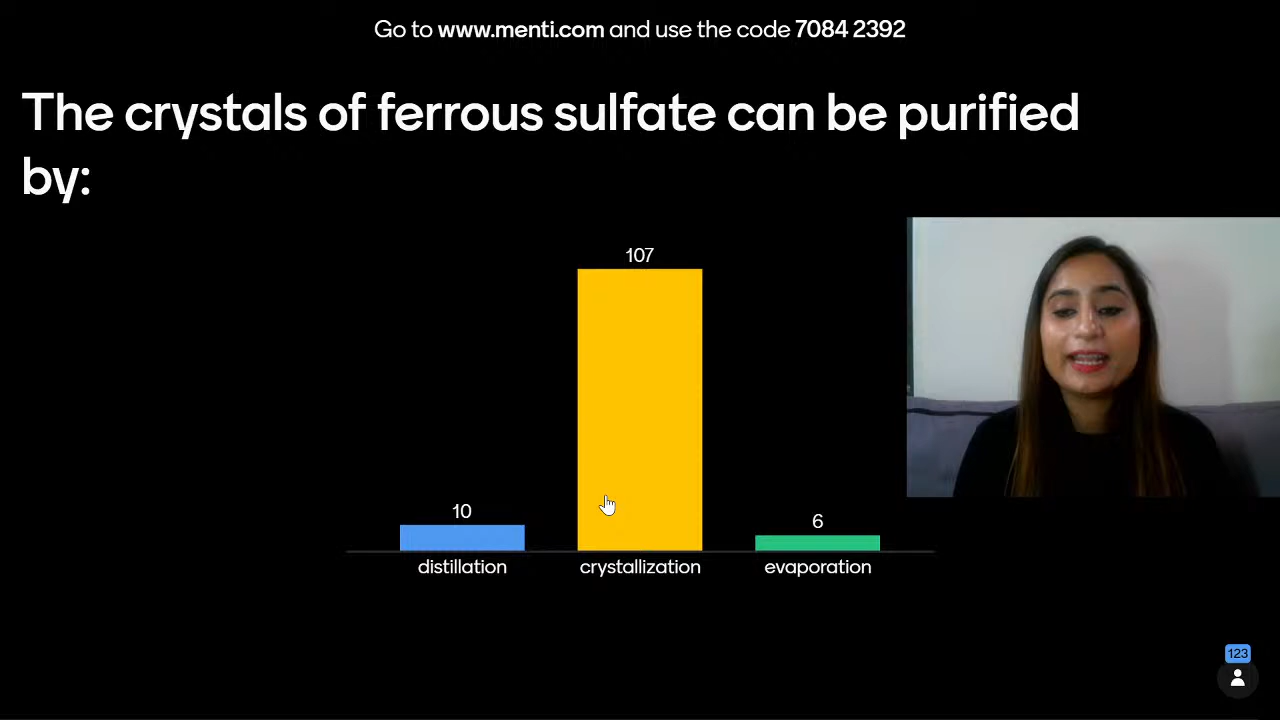 Go to www.menti.com and use the code 7084 2392
The crystals of ferrous sulfate can be purified
by:
107
10
6
distillation
crystallization
evaporation
123